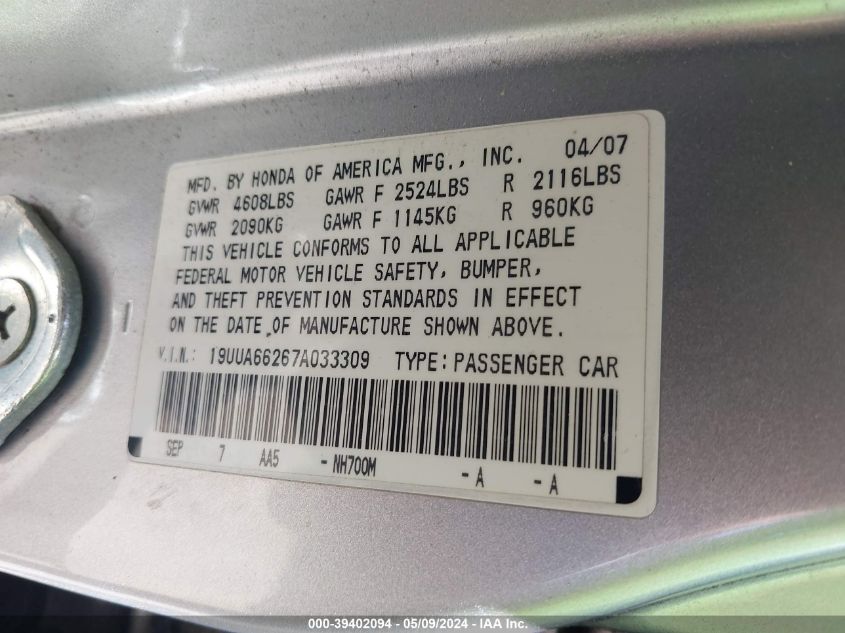 MFD. BY HONDA OF AMERICA MFG., INC. 04/07
GVWR 4608LBS GAWR F 2524LBS R 2116LBS
GVWR 2090KG GAWR F 1145KG R 960KG
THIS VEHICLE CONFORMS TO ALL APPLICABLE
FEDERAL MOTOR VEHICLE SAFETY, BUMPER,
AND THEFT PREVENTION STANDARDS IN EFFECT
ON THE DATE OF MANUFACTURE SHOWN ABOVE.
V.I.N.: 19UUA66267A033309 TYPE: PASSENGER CAR
SEP 7 AA5 - NH700M - A - A
000-39402094 - 05/09/2024 - IAA Inc.